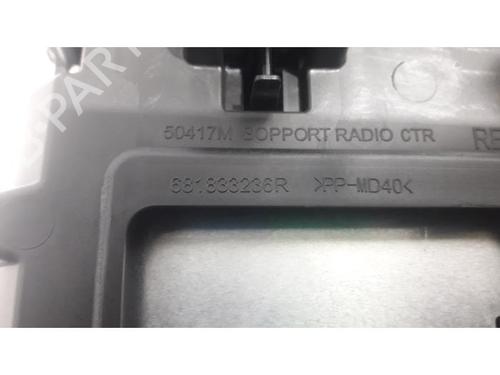 50417M SOPPORT RADIO CTR
681833236R >PP-MD40<